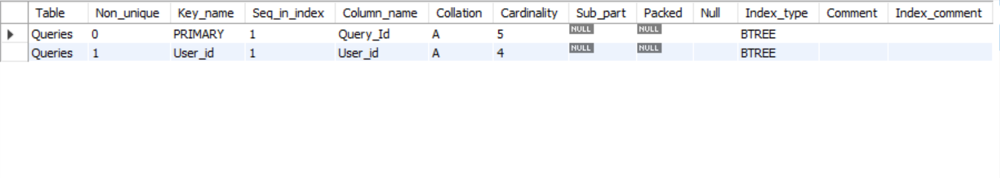 Table Non_unique Key_name Seq_in_index Column_name Collation Cardinality Sub_part Packed Null Index_type Comment Index_comment
Queries 0 PRIMARY 1 Query_Id A 5 NULL NULL BTREE
Queries 1 User_id 1 User_id A 4 NULL NULL BTREE